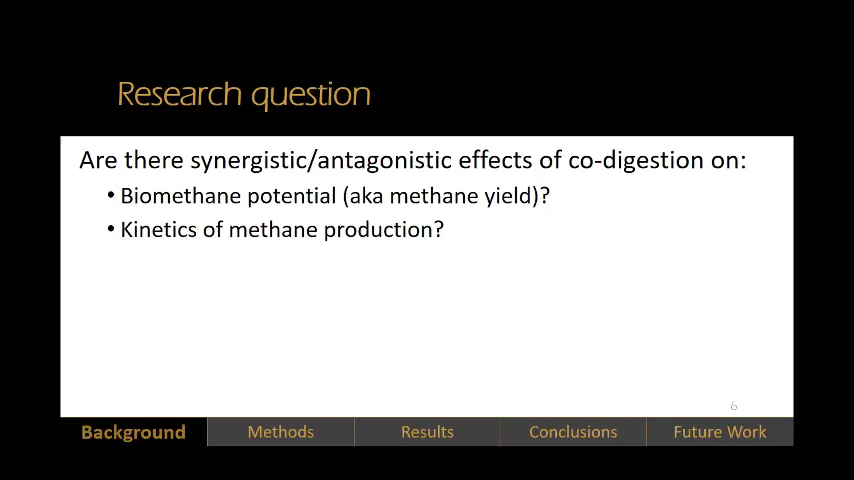 Research question
Are there synergistic/antagonistic effects of co-digestion on:
• Biomethane potential (aka methane yield)?
• Kinetics of methane production?
6
Background
Methods
Results
Conclusions
Future Work